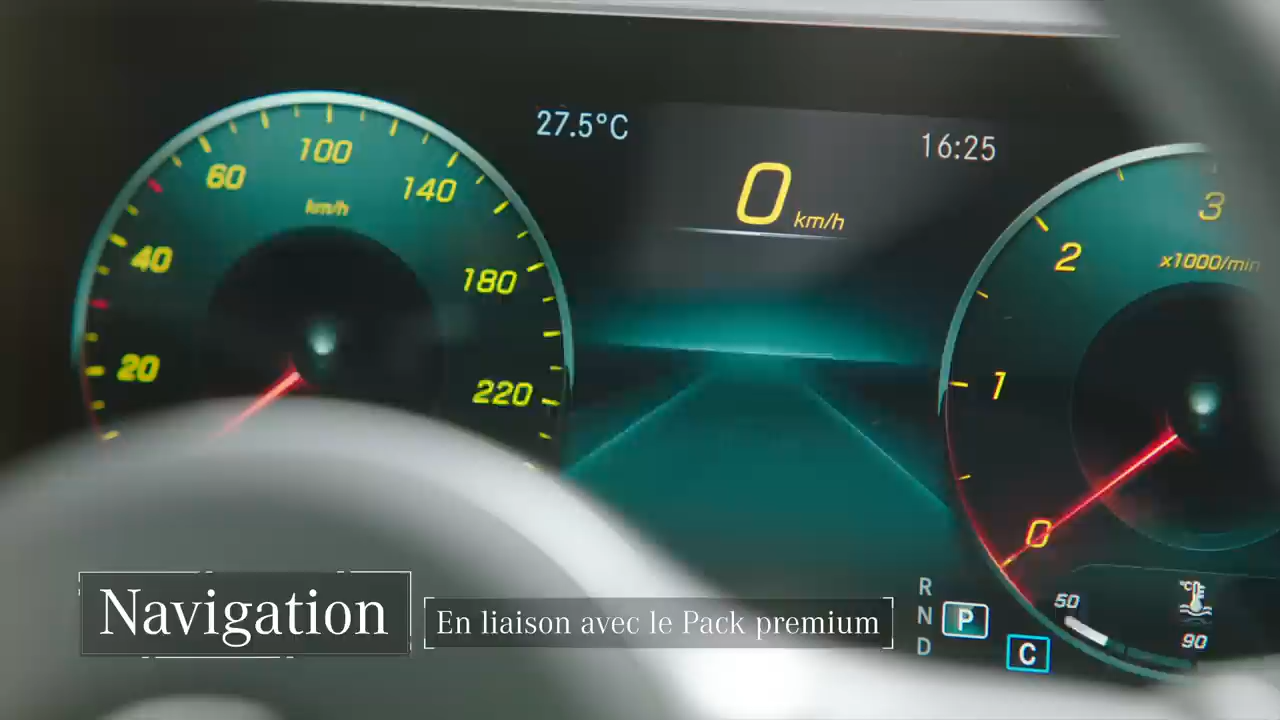 27.5°C
16:25
0 km/h
20
40
60
100
140
180
220
km/h
0
1
2
3
x1000/min
R
N
D
P
C
50
°C
90
Navigation
En liaison avec le Pack premium